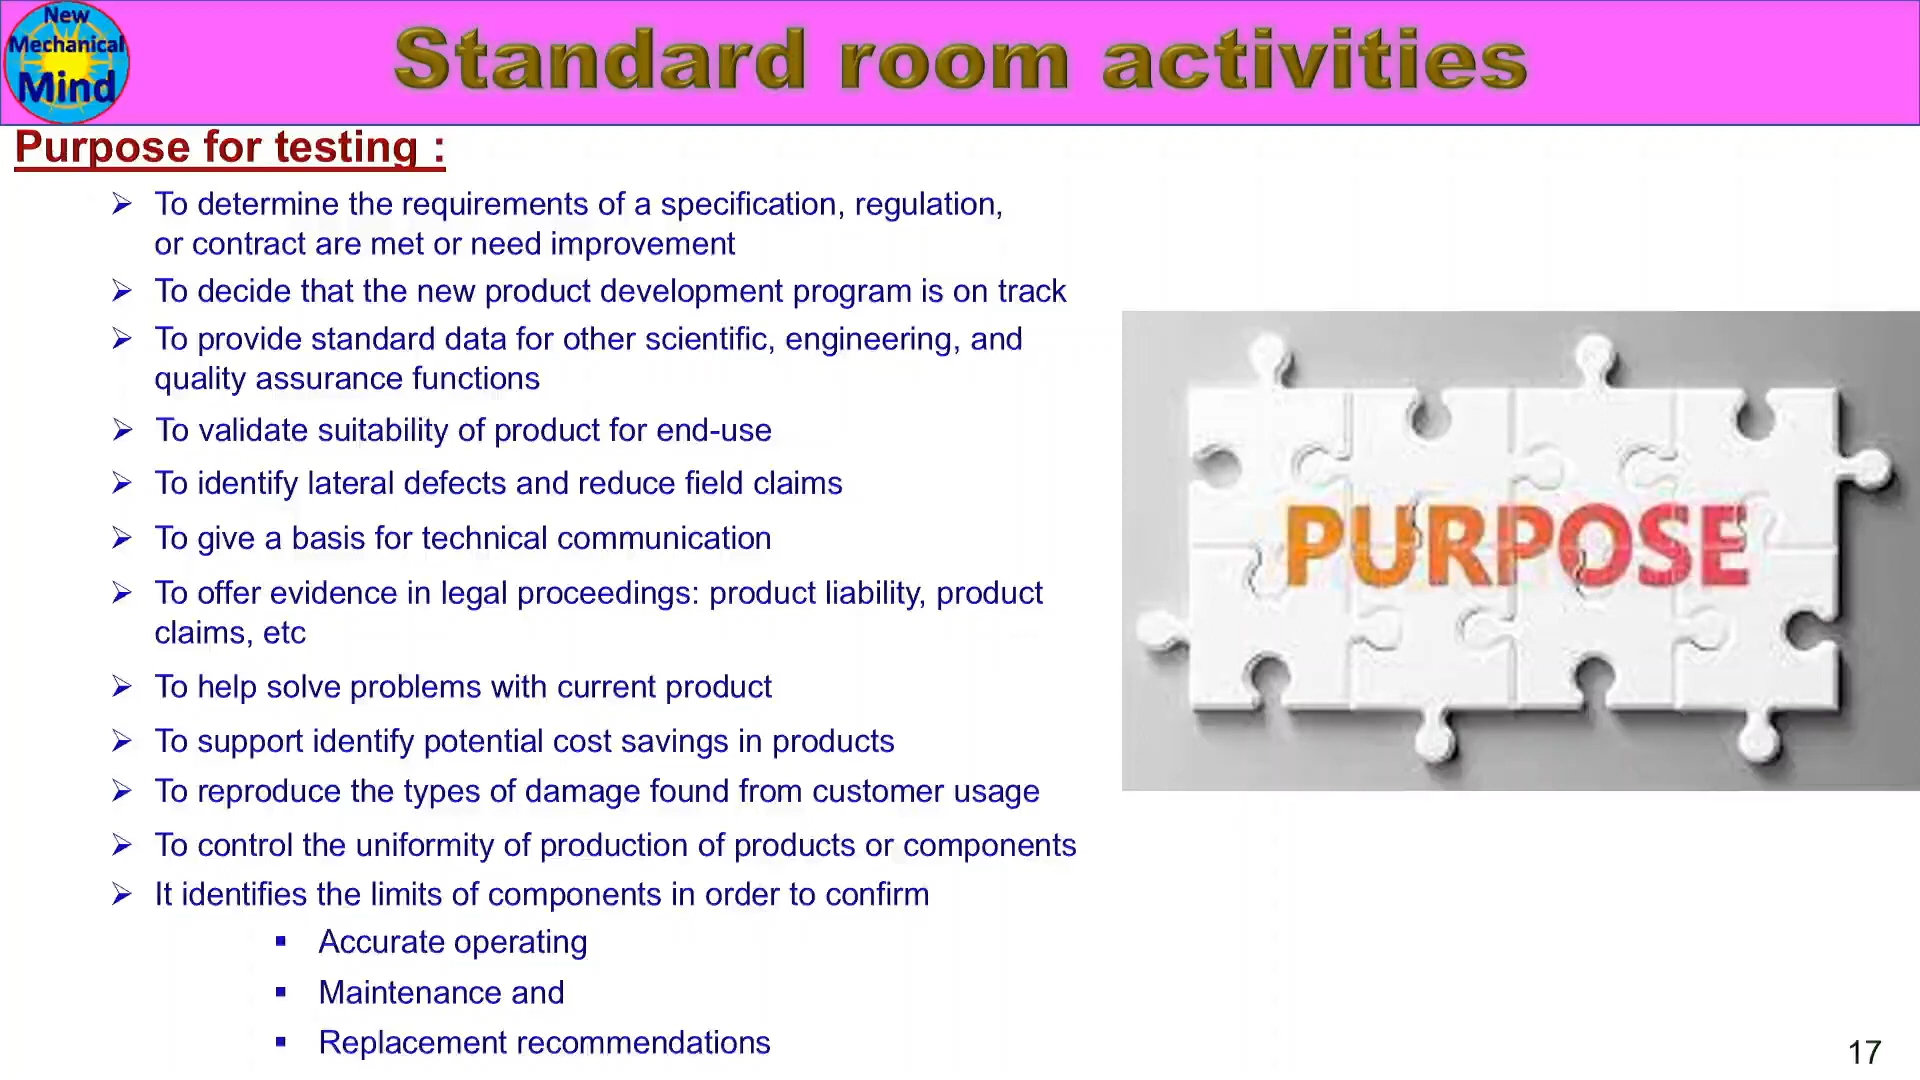 New
Mechanical
Mind
Standard room activities
Purpose for testing :
➢ To determine the requirements of a specification, regulation,
or contract are met or need improvement
➢ To decide that the new product development program is on track
➢ To provide standard data for other scientific, engineering, and
quality assurance functions
➢ To validate suitability of product for end-use
➢ To identify lateral defects and reduce field claims
➢ To give a basis for technical communication
➢ To offer evidence in legal proceedings: product liability, product
claims, etc
➢ To help solve problems with current product
➢ To support identify potential cost savings in products
➢ To reproduce the types of damage found from customer usage
➢ To control the uniformity of production of products or components
➢ It identifies the limits of components in order to confirm
▪ Accurate operating
▪ Maintenance and
▪ Replacement recommendations
PURPOSE
17